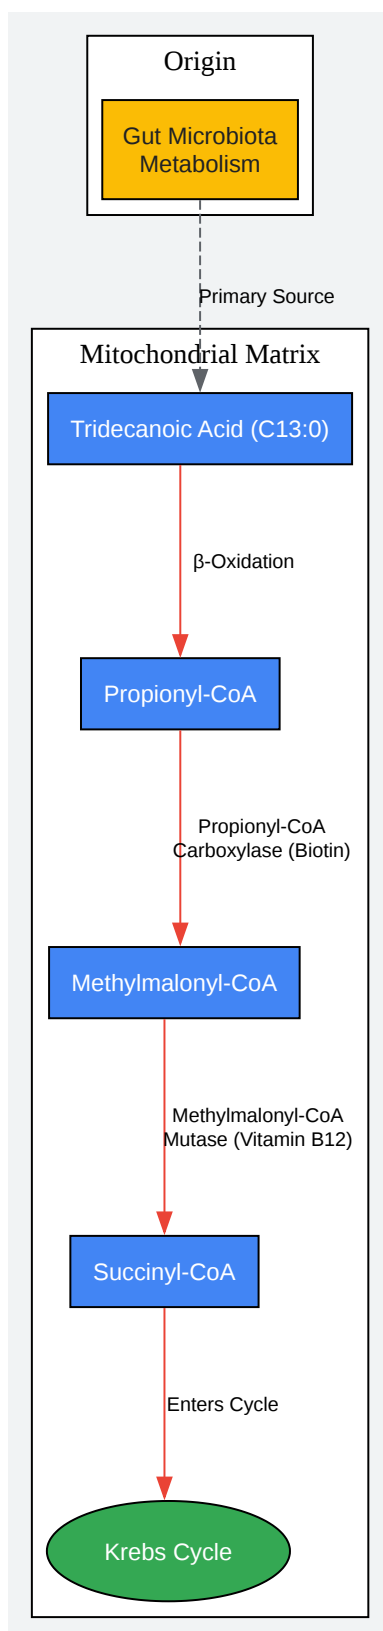 Origin
Gut Microbiota
Metabolism
Primary Source
Mitochondrial Matrix
Tridecanoic Acid (C13:0)
β-Oxidation
Propionyl-CoA
Propionyl-CoA
Carboxylase (Biotin)
Methylmalonyl-CoA
Methylmalonyl-CoA
Mutase (Vitamin B12)
Succinyl-CoA
Enters Cycle
Krebs Cycle